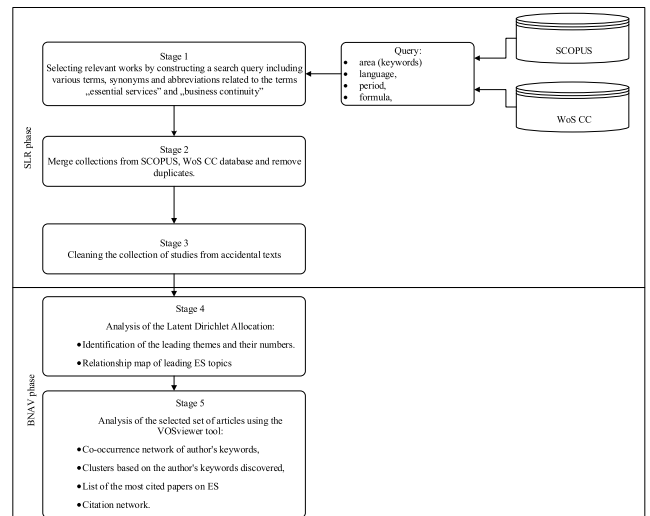 SLR phase
Stage 1
Selecting relevant works by constructing a search query including
various terms, synonyms and abbreviations related to the terms
„essential services” and „business continuity”
Query:
• area (keywords)
• language,
• period,
• formula,
SCOPUS
WoS CC
Stage 2
Merge collections from SCOPUS, WoS CC database and remove
duplicates.
Stage 3
Cleaning the collection of studies from accidental texts
BNAV phase
Stage 4
Analysis of the Latent Dirichlet Allocation:
• Identification of the leading themes and their numbers.
• Relationship map of leading ES topics
Stage 5
Analysis of the selected set of articles using the
VOSviewer tool:
• Co-occurrence network of author's keywords,
• Clusters based on the author's keywords discovered,
• List of the most cited papers on ES
• Citation network.